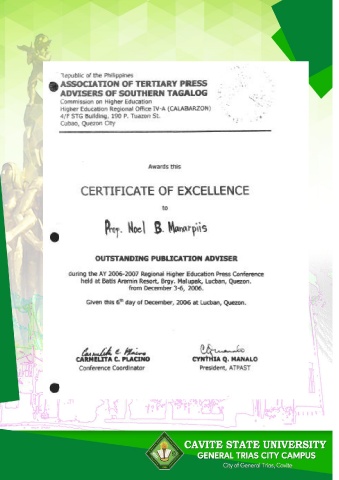 Republic of the Philippines
ASSOCIATION OF TERTIARY PRESS
ADVISERS OF SOUTHERN TAGALOG
Commission on Higher Education
Higher Education Regional Office IV-A (CALABARZON)
4/F STG Building, 190 P. Tuazon St.
Cubao, Quezon City
Awards this
CERTIFICATE OF EXCELLENCE
to
Prof. Noel B. Manarpiis
OUTSTANDING PUBLICATION ADVISER
during the AY 2006-2007 Regional Higher Education Press Conference
held at Batis Aramin Resort, Brgy. Malupak, Lucban, Quezon.
from December 3-6, 2006.
Given this 6th day of December, 2006 at Lucban, Quezon.
Carmelita C. Placino
CARMELITA C. PLACINO
Conference Coordinator
CYNTHIA Q. MANALO
President, ATPAST
CAVITE STATE UNIVERSITY
GENERAL TRIAS CITY CAMPUS
City of General Trias, Cavite